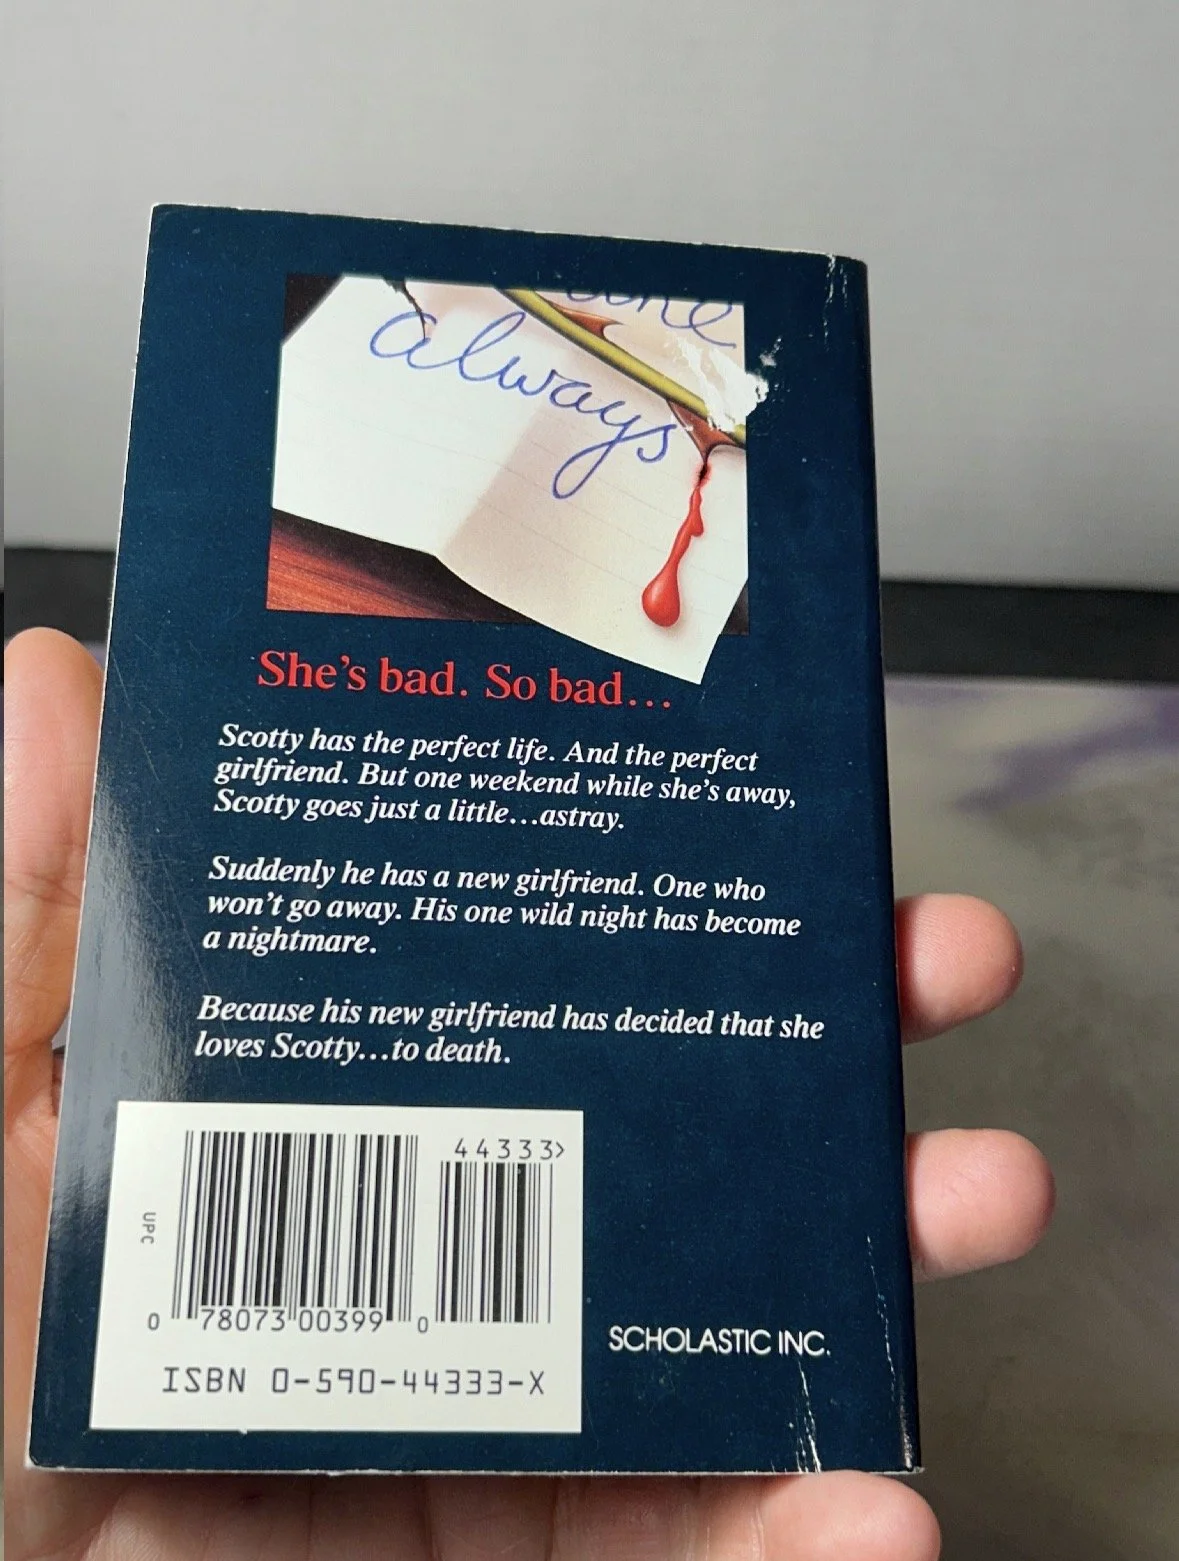 always
She's bad. So bad...
Scotty has the perfect life. And the perfect
girlfriend. But one weekend while she's away,
Scotty goes just a little...astray.
Suddenly he has a new girlfriend. One who
won't go away. His one wild night has become
a nightmare.
Because his new girlfriend has decided that she
loves Scotty...to death.
44333>
UPC
0 78073 00399 0
ISBN 0-590-44333-X
SCHOLASTIC INC.